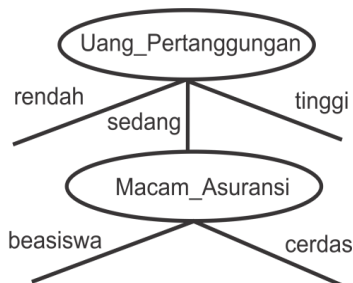 Uang_Pertanggungan
rendah
sedang
tinggi
Macam_Asuransi
beasiswa
cerdas